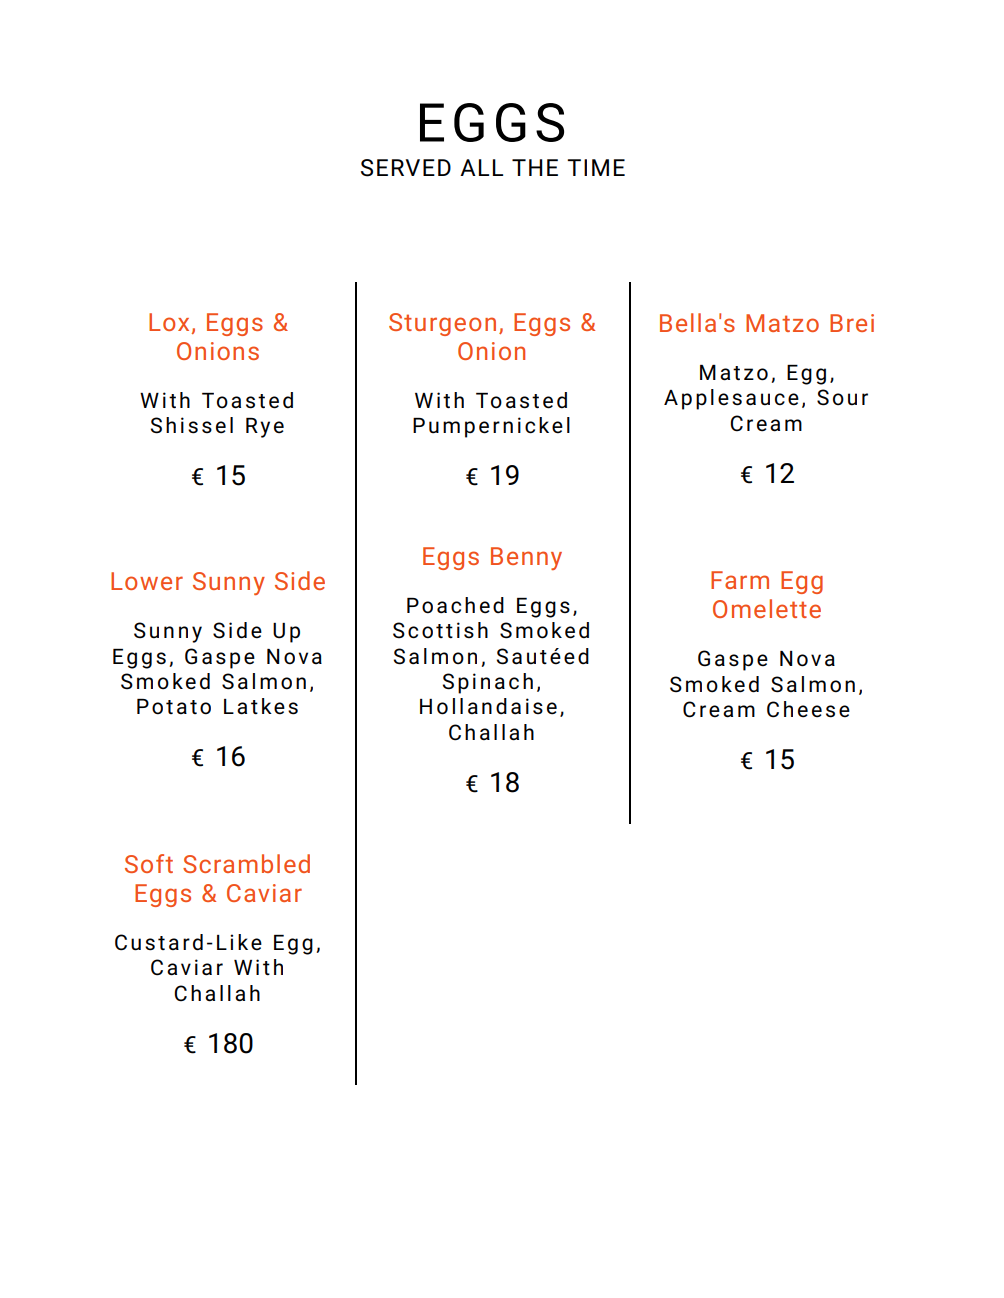 EGGS
SERVED ALL THE TIME
Lox, Eggs &
Onions
With Toasted
Shissel Rye
€ 15
Sturgeon, Eggs &
Onion
With Toasted
Pumpernickel
€ 19
Bella's Matzo Brei
Matzo, Egg,
Applesauce, Sour
Cream
€ 12
Lower Sunny Side
Sunny Side Up
Eggs, Gaspe Nova
Smoked Salmon,
Potato Latkes
€ 16
Eggs Benny
Poached Eggs,
Scottish Smoked
Salmon, Sautéed
Spinach,
Hollandaise,
Challah
€ 18
Farm Egg
Omelette
Gaspe Nova
Smoked Salmon,
Cream Cheese
€ 15
Soft Scrambled
Eggs & Caviar
Custard-Like Egg,
Caviar With
Challah
€ 180